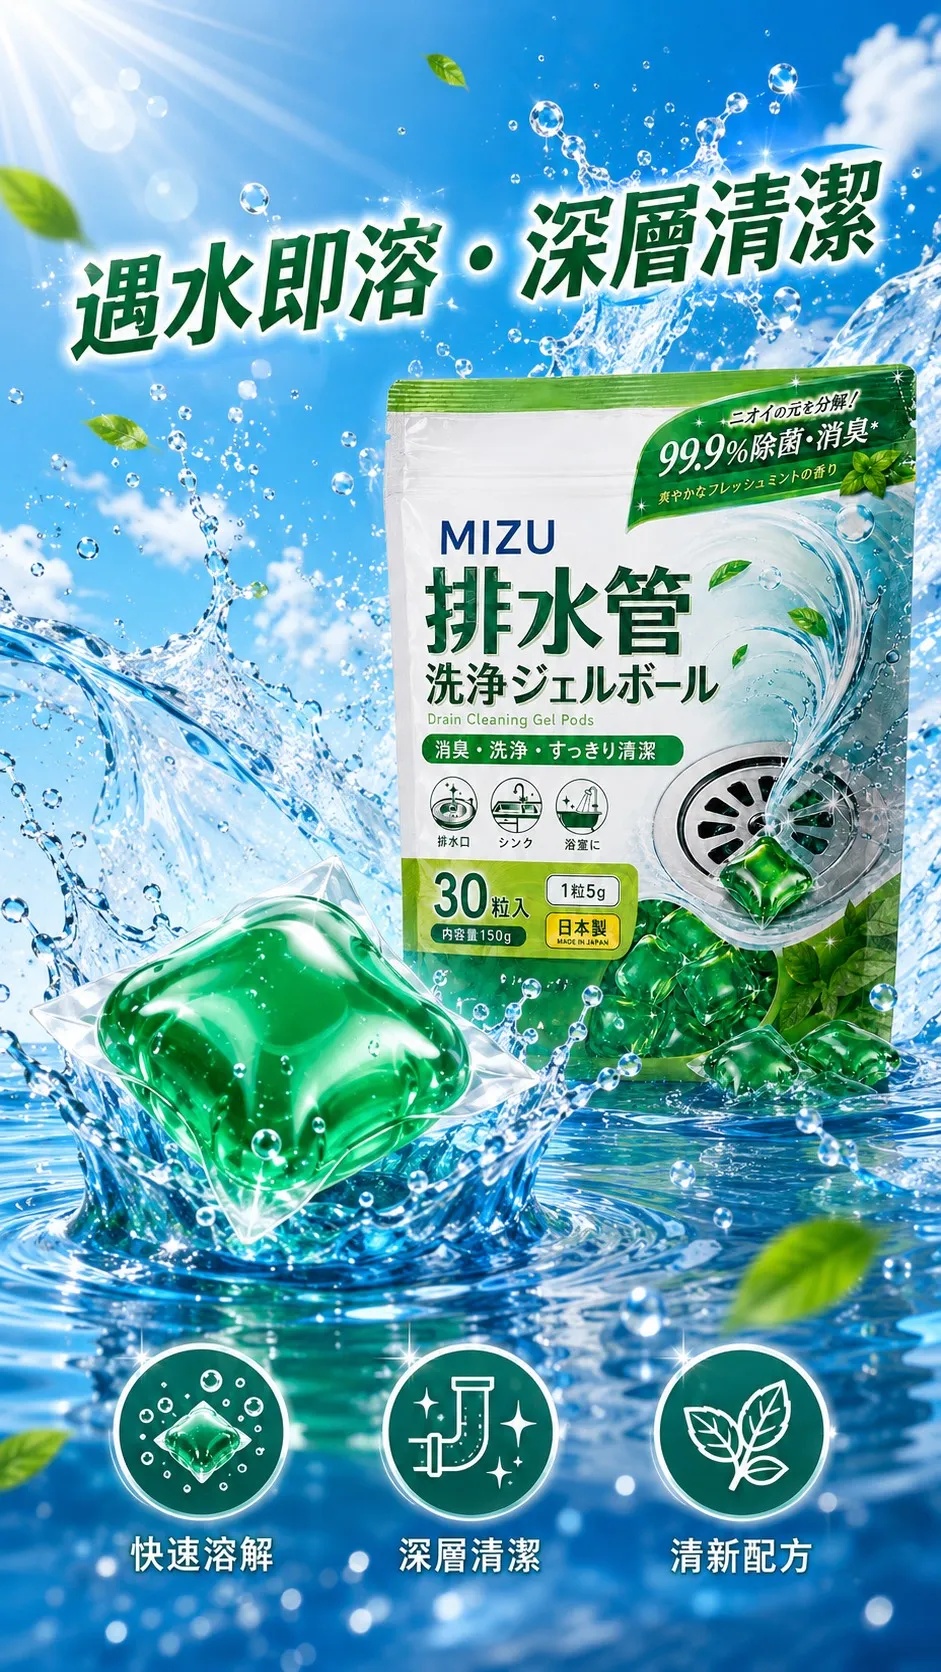 遇水即溶・深層清潔
ニオイの元を分解!
99.9%除菌・消臭*
爽やかなフレッシュミントの香り
MIZU
排水管
洗浄ジェルボール
Drain Cleaning Gel Pods
消臭・洗浄・すっきり清潔
排水口 シンク 浴室に
30粒入
1粒5g
内容量150g
日本製
MADE IN JAPAN
快速溶解 深層清潔 清新配方